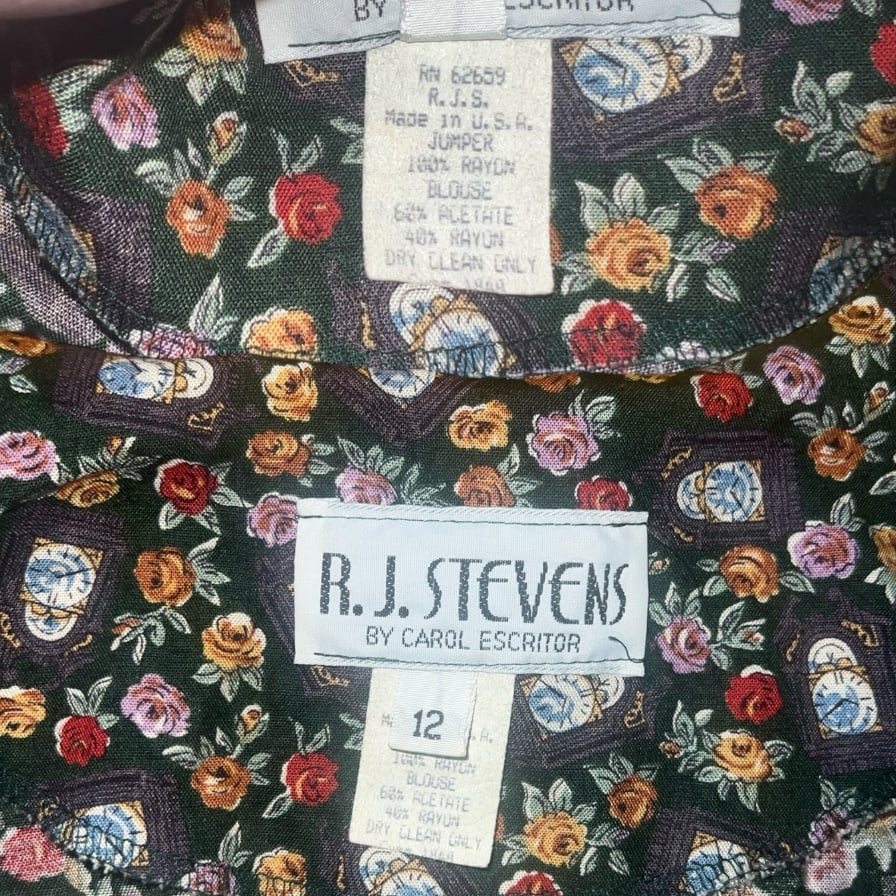 BY ESCRITOR
RN 62659
R.J.S.
Made in U.S.A.
JUMPER
100% RAYON
BLOUSE
60% ACETATE
40% RAYON
DRY CLEAN ONLY
R.J. STEVENS
BY CAROL ESCRITOR
12
100% RAYON
BLOUSE
60% ACETATE
40% RAYON
DRY CLEAN ONLY